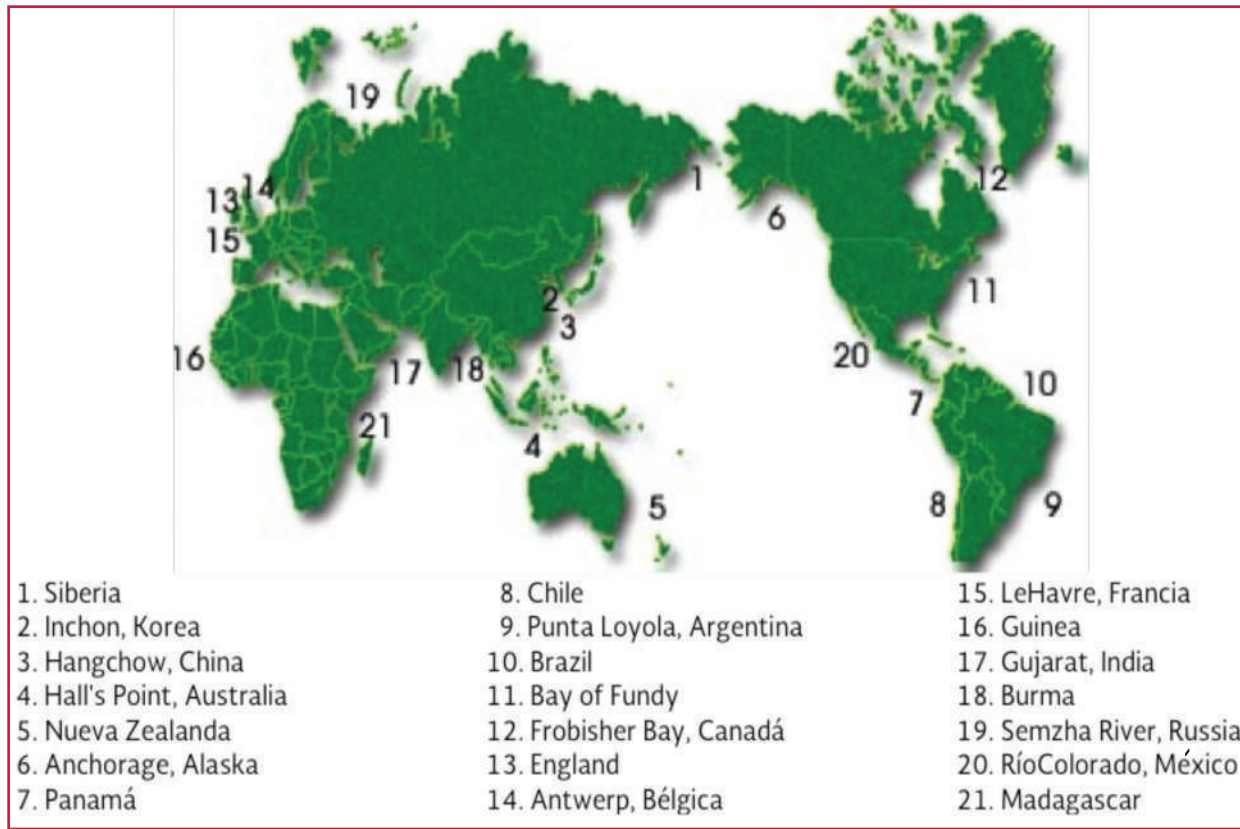 19
1
12
14
13
6
15
2
11
3
16
20
17
18
10
7
21
4
8
9
5
1. Siberia
2. Inchon, Korea
3. Hangchow, China
4. Hall's Point, Australia
5. Nueva Zealanda
6. Anchorage, Alaska
7. Panamá
8. Chile
9. Punta Loyola, Argentina
10. Brazil
11. Bay of Fundy
12. Frobisher Bay, Canadá
13. England
14. Antwerp, Bélgica
15. LeHavre, Francia
16. Guinea
17. Gujarat, India
18. Burma
19. Semzha River, Russia
20. RíoColorado, México
21. Madagascar